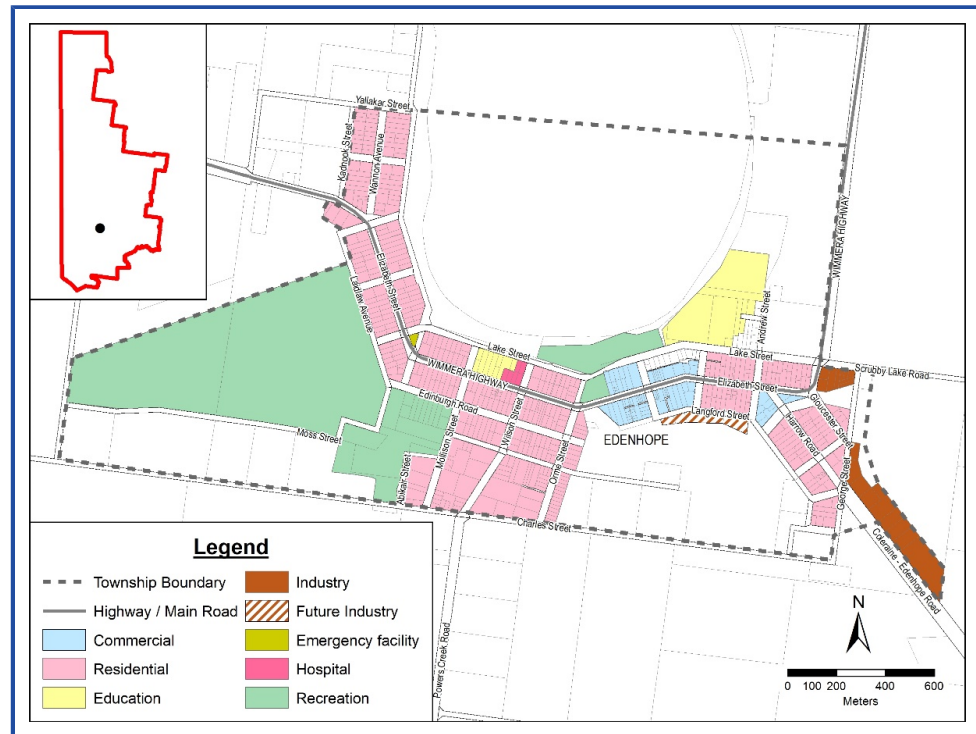 Yallakar Street
Kadnook Street
Wannon Avenue
WIMMERA HIGHWAY
Elizabeth Street
Laidlaw Avenue
Andrew Street
Lake Street
Lake Street
Scrubby Lake Road
WIMMERA HIGHWAY
Elizabeth Street
Edinburgh Road
Langford Street
Gloucester Street
Moss Street
Mollison Street
Wilson Street
EDENHOPE
Harrow Road
Orme Street
George Street
Abikair Street
Charles Street
Coleraine - Edenhope Road
Powers Creek Road
Legend
Township Boundary
Highway / Main Road
Commercial
Residential
Education
Industry
Future Industry
Emergency facility
Hospital
Recreation
N
0 100 200 400 600
Meters